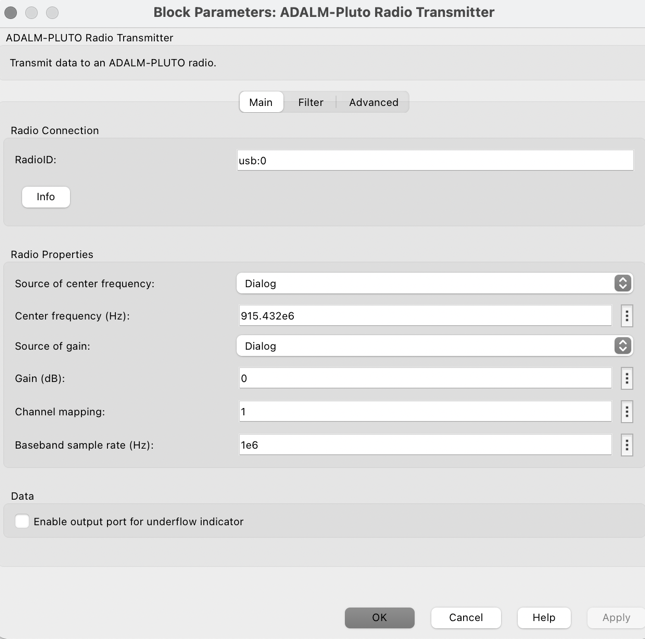 Block Parameters: ADALM-Pluto Radio Transmitter
ADALM-PLUTO Radio Transmitter
Transmit data to an ADALM-PLUTO radio.
Main Filter Advanced
Radio Connection
RadioID: usb:0
Info
Radio Properties
Source of center frequency: Dialog
Center frequency (Hz): 915.432e6
Source of gain: Dialog
Gain (dB): 0
Channel mapping: 1
Baseband sample rate (Hz): 1e6
Data
Enable output port for underflow indicator
OK Cancel Help Apply